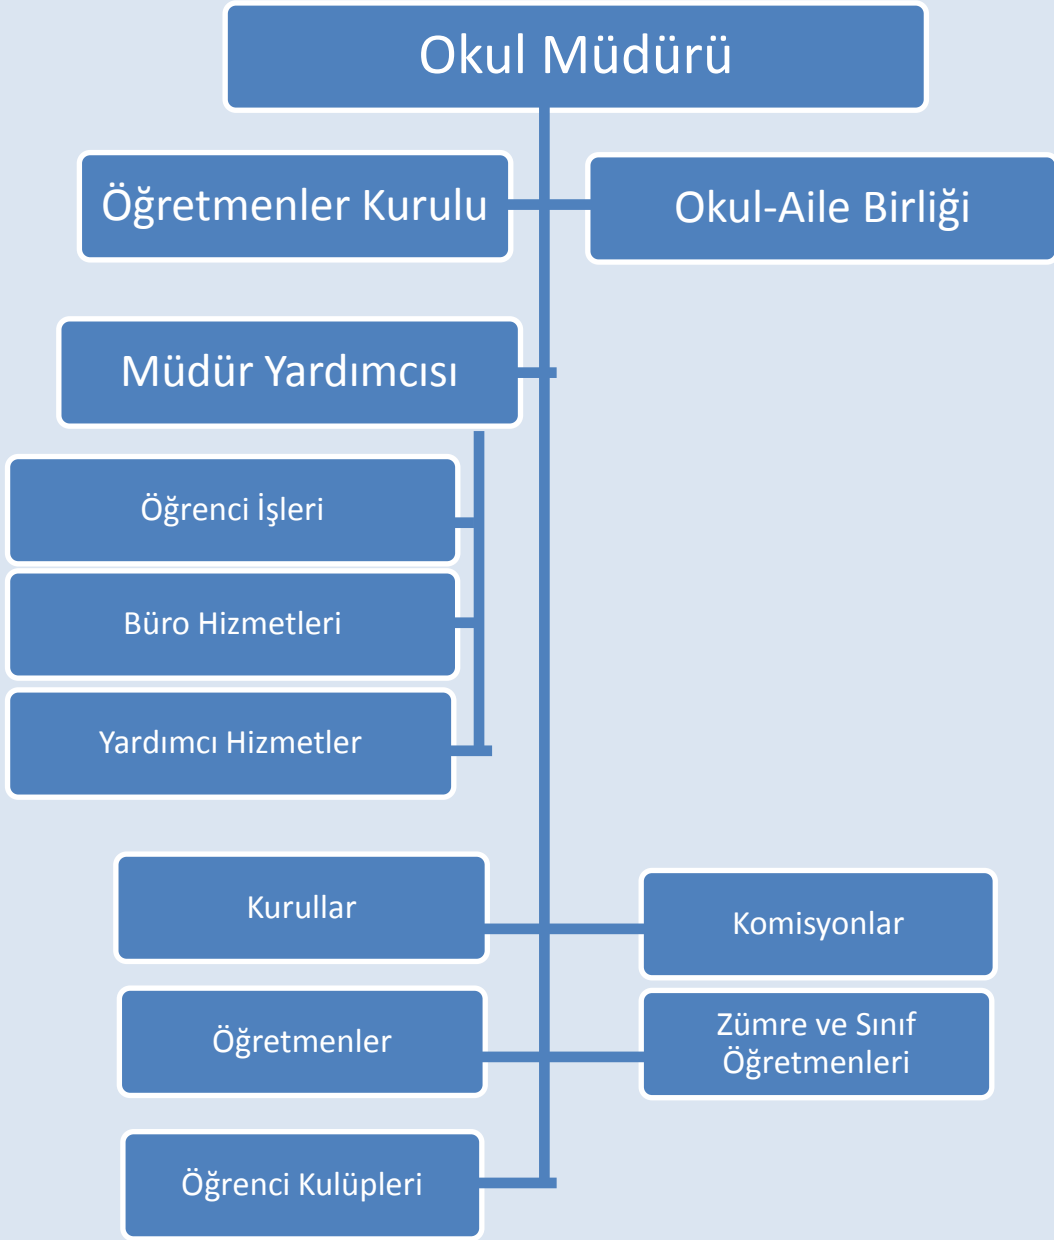 Okul Müdürü
Öğretmenler Kurulu
Okul-Aile Birliği
Müdür Yardımcısı
Öğrenci İşleri
Büro Hizmetleri
Yardımcı Hizmetler
Kurullar
Komisyonlar
Öğretmenler
Zümre ve Sınıf
Öğretmenleri
Öğrenci Kulüpleri